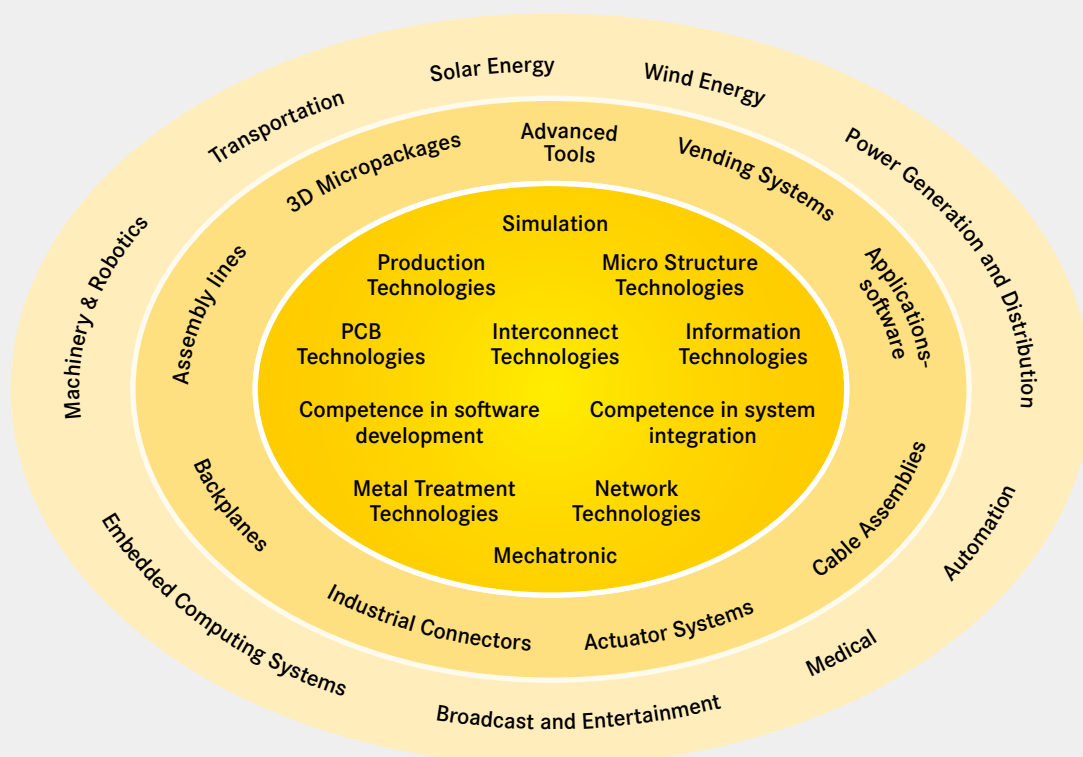 Solar Energy
Wind Energy
Transportation
Power Generation and Distribution
Machinery & Robotics
Automation
Embedded Computing Systems
Medical
Broadcast and Entertainment
Advanced
Tools
3D Micropackages
Vending Systems
Assembly lines
Applications-
software
Backplanes
Cable Assemblies
Industrial Connectors
Actuator Systems
Simulation
Production
Technologies
Micro Structure
Technologies
PCB
Technologies
Interconnect
Technologies
Information
Technologies
Competence in software
development
Competence in system
integration
Metal Treatment
Technologies
Network
Technologies
Mechatronic